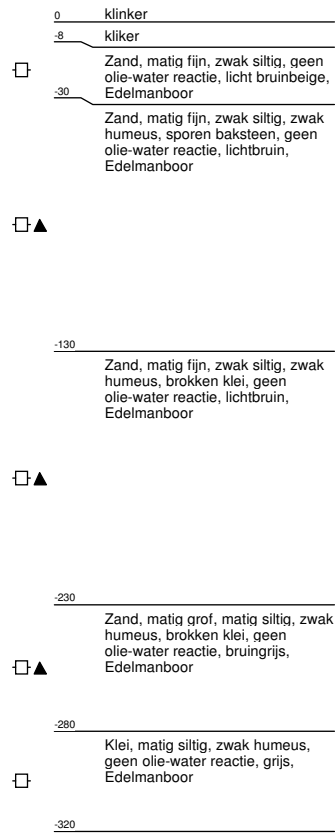 0 klinker
-8 kliker
Zand, matig fijn, zwak siltig, geen
olie-water reactie, licht bruinbeige,
-30 Edelmanboor
Zand, matig fijn, zwak siltig, zwak
humeus, sporen baksteen, geen
olie-water reactie, lichtbruin,
Edelmanboor
-130
Zand, matig fijn, zwak siltig, zwak
humeus, brokken klei, geen
olie-water reactie, lichtbruin,
Edelmanboor
-230
Zand, matig grof, matig siltig, zwak
humeus, brokken klei, geen
olie-water reactie, bruingrijs,
Edelmanboor
-280
Klei, matig siltig, zwak humeus,
geen olie-water reactie, grijs,
Edelmanboor
-320